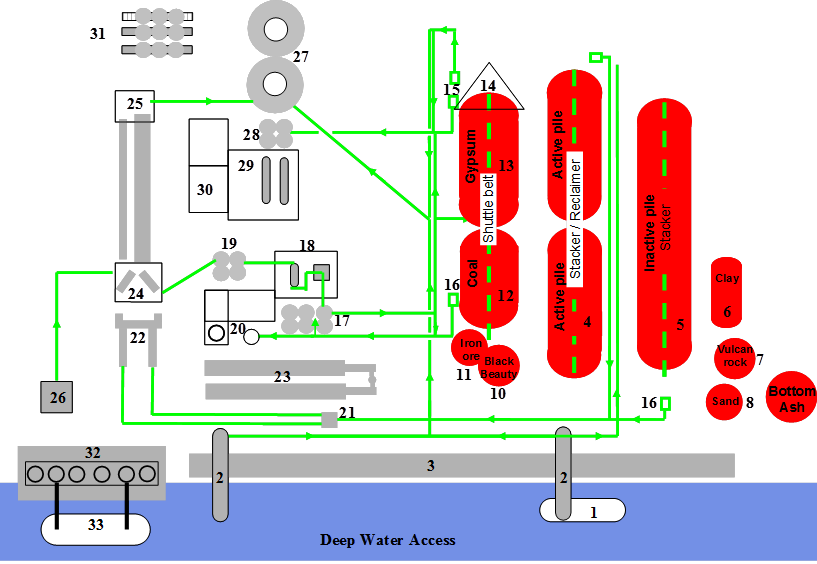 31
27
25
15
14
28
29
30
Gypsum
13
Shuttle belt
Active pile
Stacker / Reclaimer
Inactive pile
Stacker
19
18
24
16
Coal
12
Active pile
4
5
Clay
6
22
20
17
Iron
ore
11
Black
Beauty
10
Vulcan
rock
7
23
26
21
16
Sand
8
Bottom
Ash
32
2
3
2
33
1
Deep Water Access